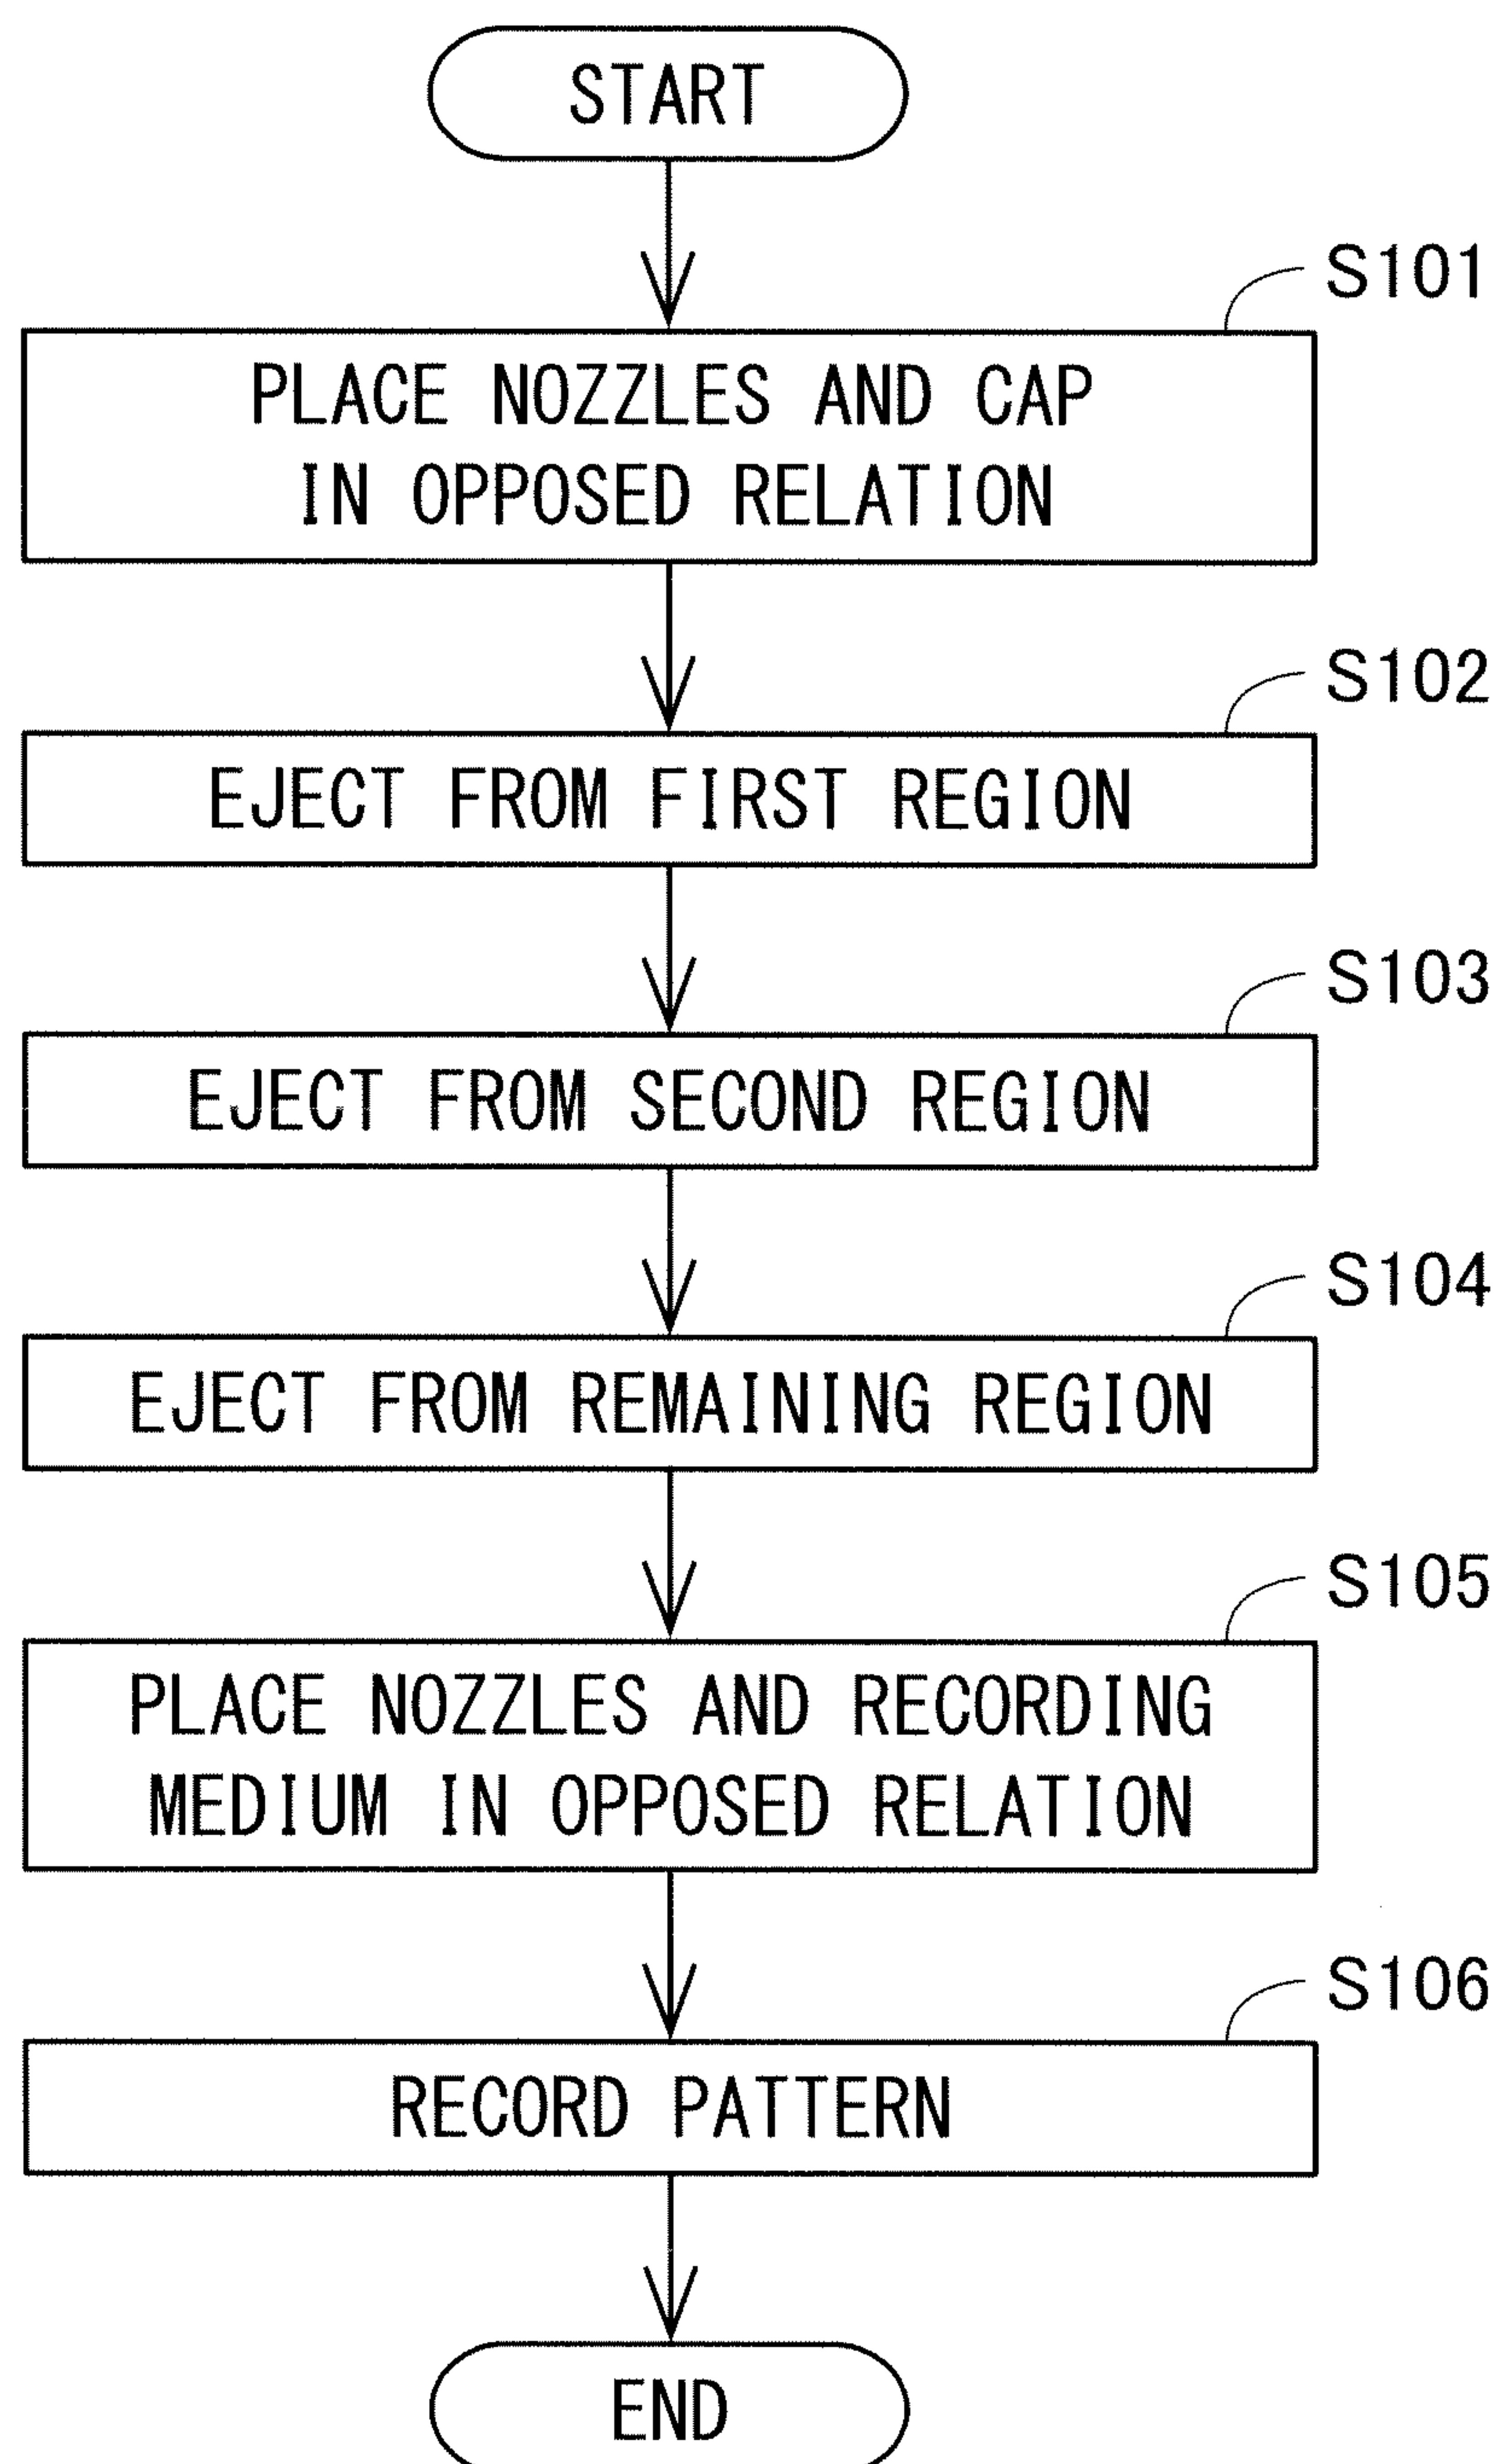 START
S101
PLACE NOZZLES AND CAP
IN OPPOSED RELATION
S102
EJECT FROM FIRST REGION
S103
EJECT FROM SECOND REGION
S104
EJECT FROM REMAINING REGION
S105
PLACE NOZZLES AND RECORDING
MEDIUM IN OPPOSED RELATION
S106
RECORD PATTERN
END